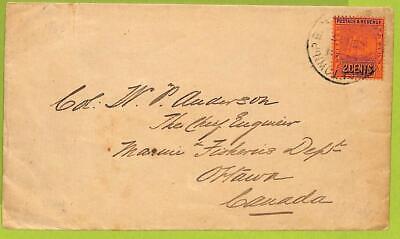 POSTAGE & REVENUE
2 CENTS
Col: W. P. Anderson
The Chief Engineer
Marine & Fisheries Dept
Ottawa
Canada